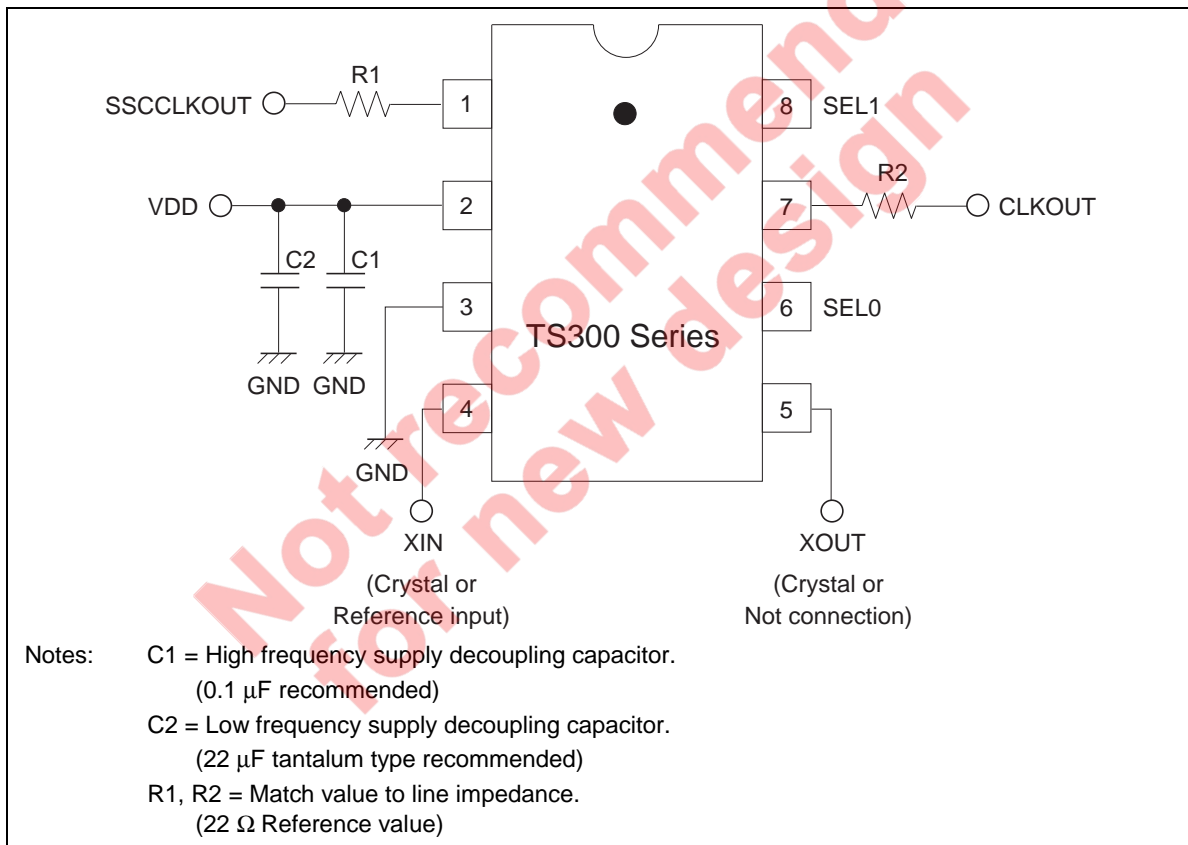 R1
SSCCLKOUT
1
8 SEL1
R2
VDD
2
7
CLKOUT
C2 C1
3
6 SEL0
TS300 Series
GND GND
4
5
GND
XIN
XOUT
(Crystal or
Reference input)
(Crystal or
Not connection)
Notes: C1 = High frequency supply decoupling capacitor.
(0.1 μF recommended)
C2 = Low frequency supply decoupling capacitor.
(22 μF tantalum type recommended)
R1, R2 = Match value to line impedance.
(22 Ω Reference value)
Not recommend
for new design